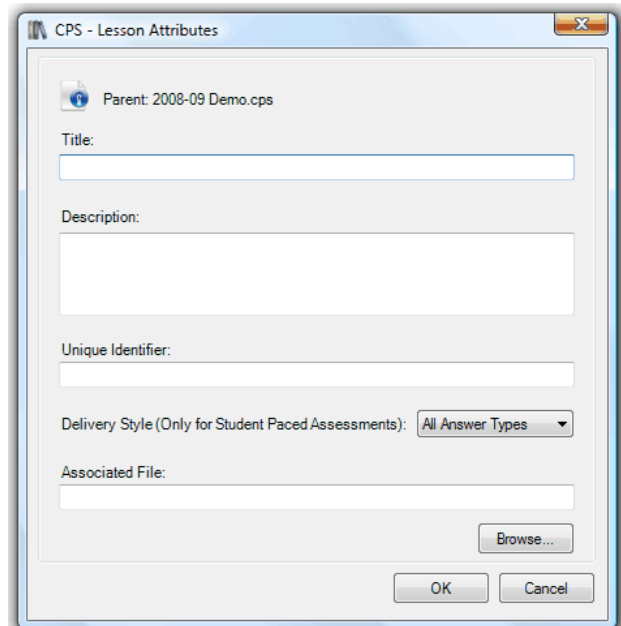 CPS - Lesson Attributes
Parent: 2008-09 Demo.cps
Title:
Description:
Unique Identifier:
Delivery Style (Only for Student Paced Assessments): All Answer Types
Associated File:
Browse...
OK Cancel